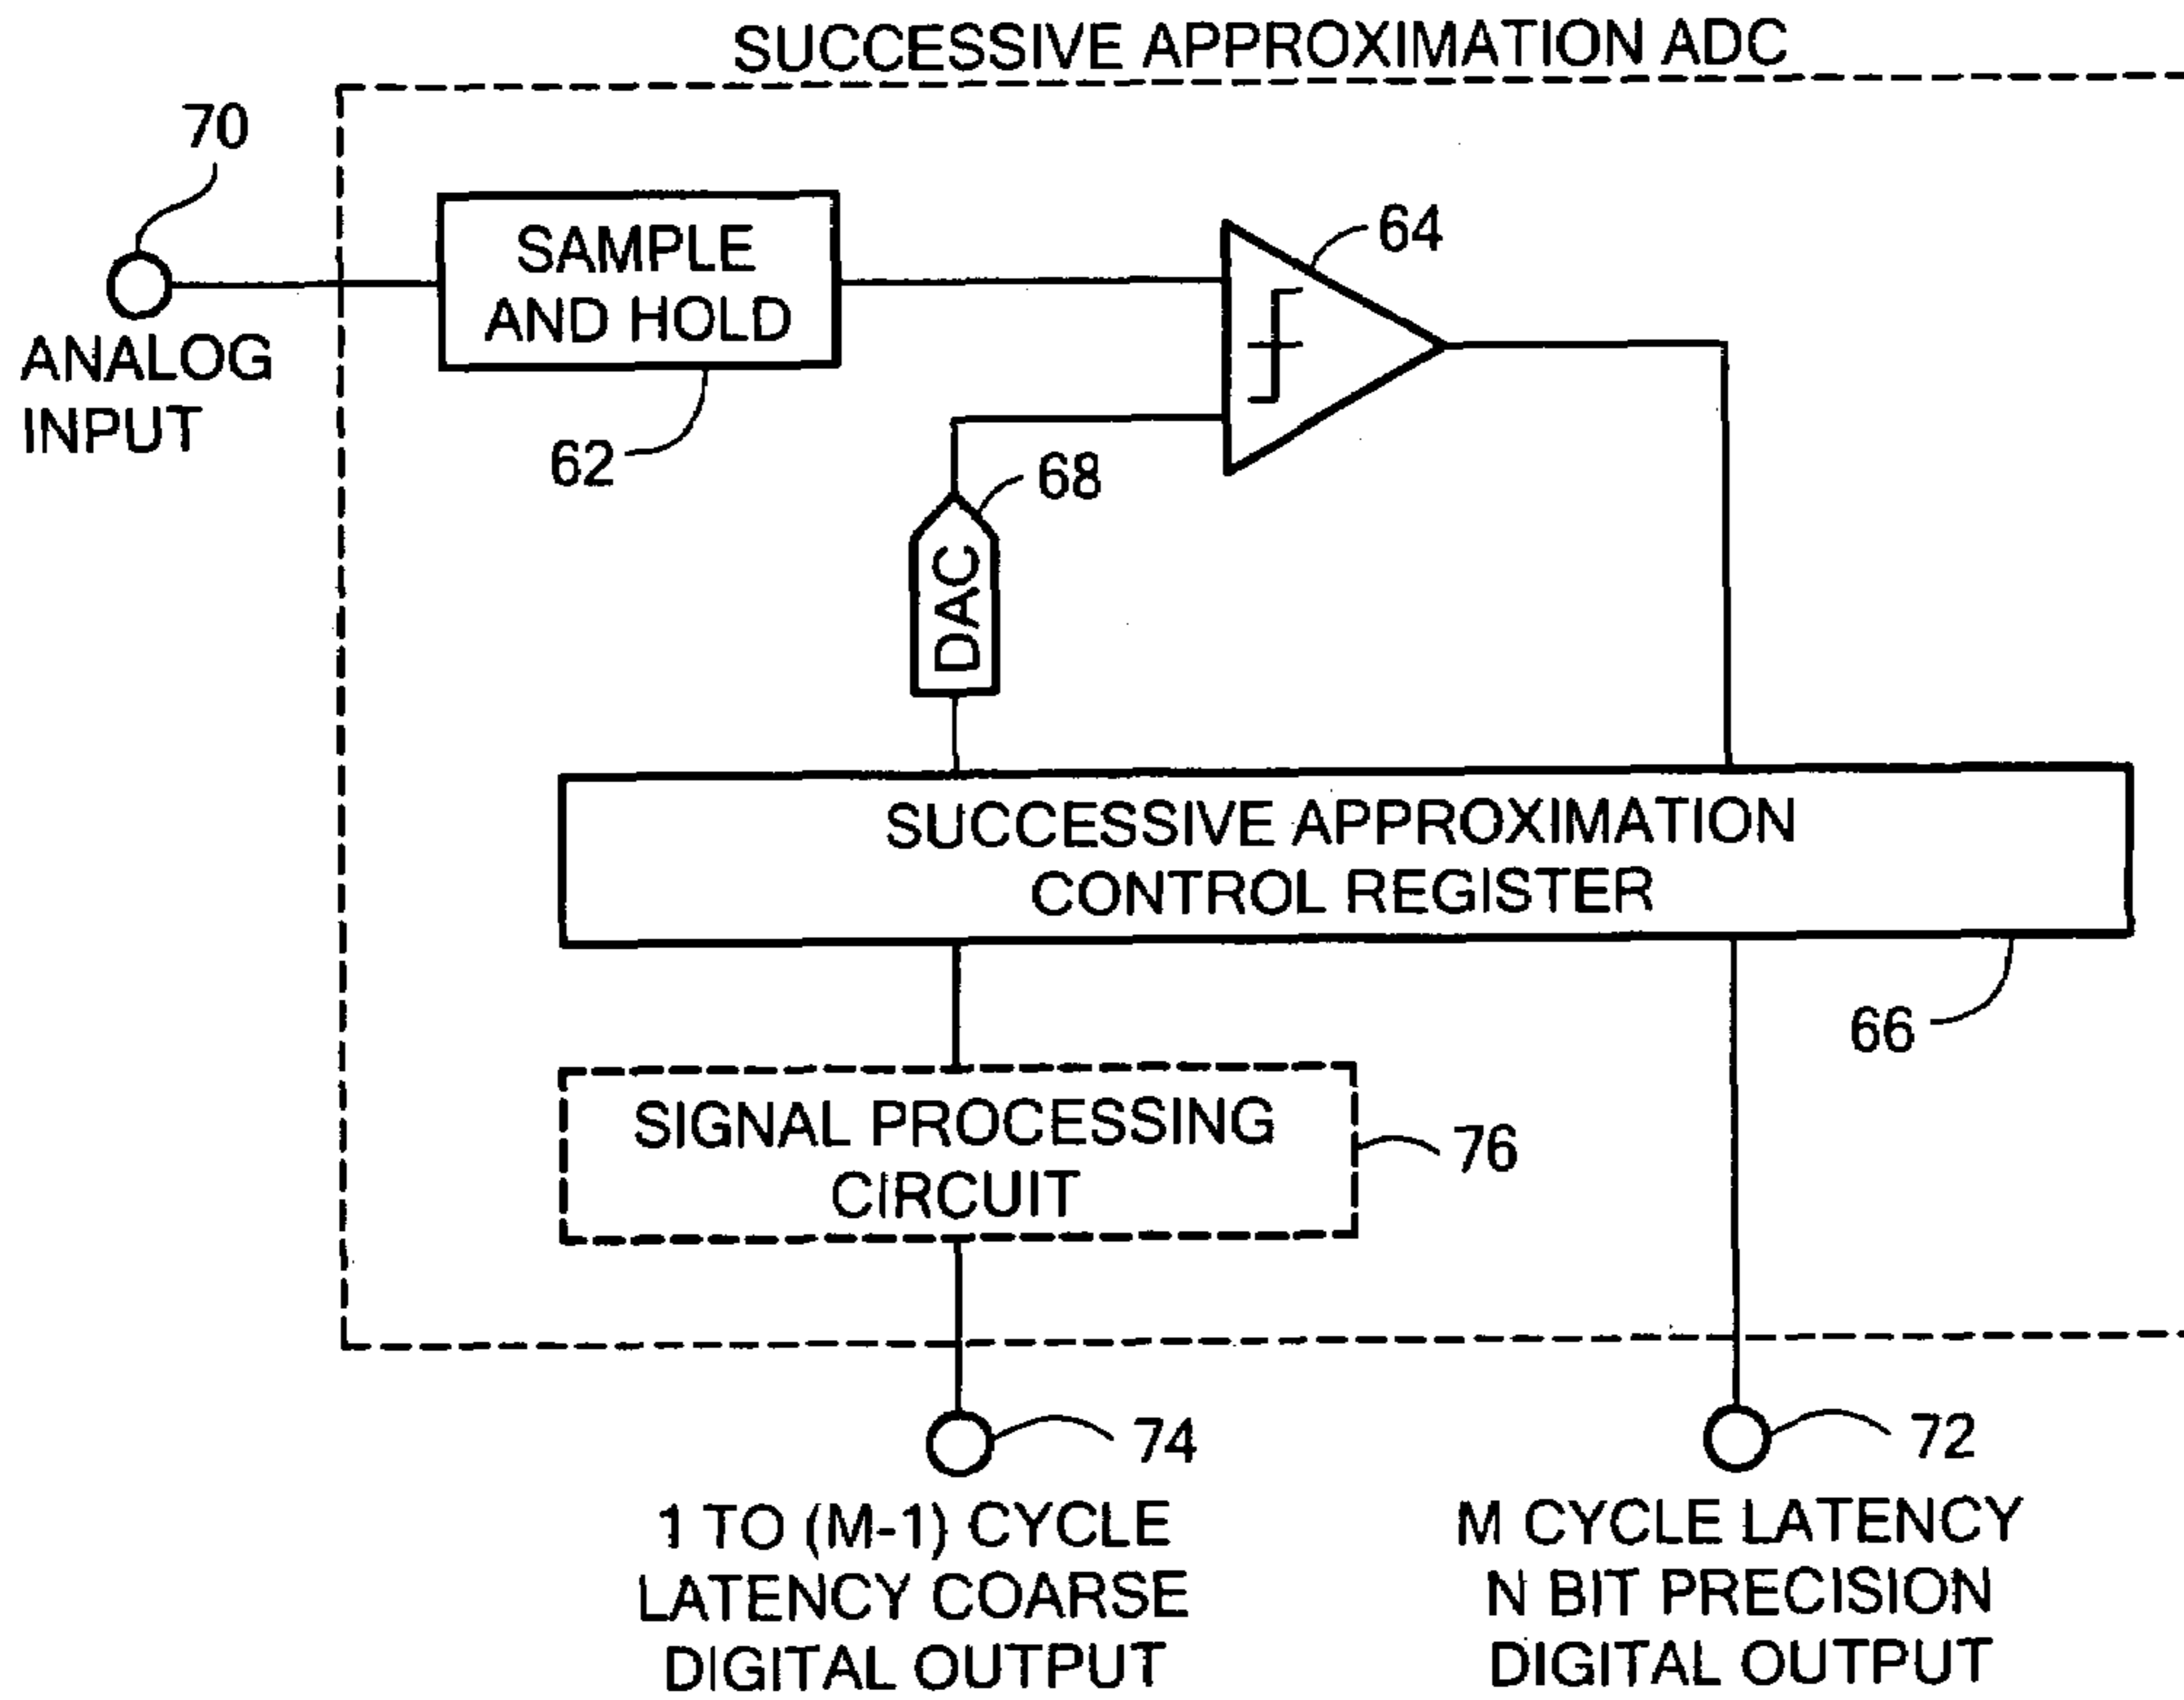 SUCCESSIVE APPROXIMATION ADC
70
SAMPLE
AND HOLD
64
ANALOG
INPUT
62
68
DAC
SUCCESSIVE APPROXIMATION
CONTROL REGISTER
66
SIGNAL PROCESSING
CIRCUIT
76
74
72
1 TO (M-1) CYCLE
LATENCY COARSE
DIGITAL OUTPUT
M CYCLE LATENCY
N BIT PRECISION
DIGITAL OUTPUT